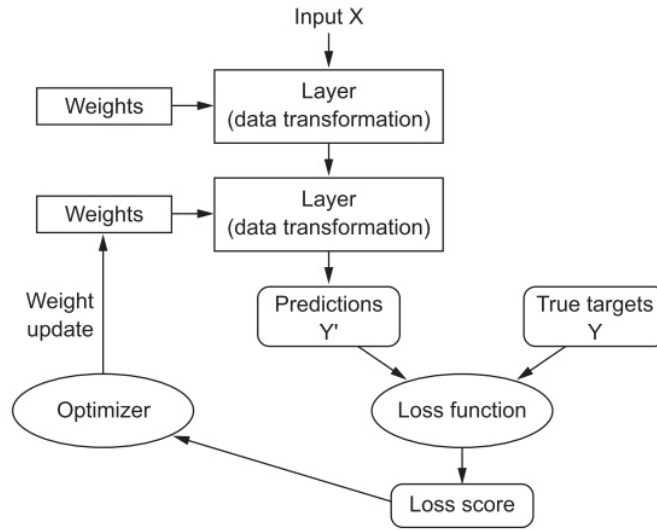 Input X
Layer
(data transformation)
Weights
Layer
(data transformation)
Weights
Weight
update
Predictions
Y'
True targets
Y
Optimizer
Loss function
Loss score